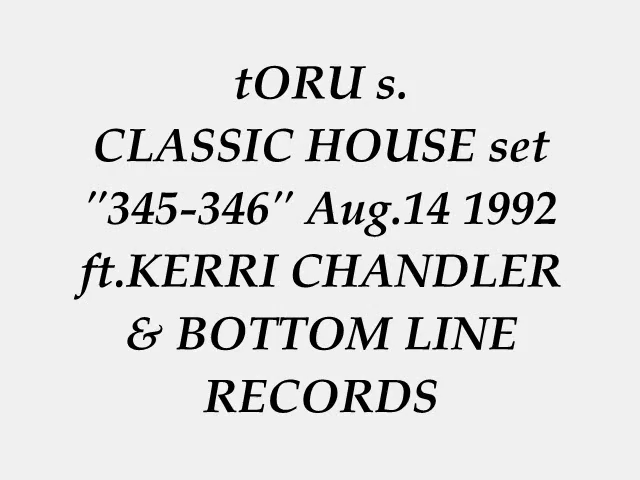 tORU s.
CLASSIC HOUSE set
"345-346" Aug.14 1992
ft.KERRI CHANDLER
& BOTTOM LINE
RECORDS